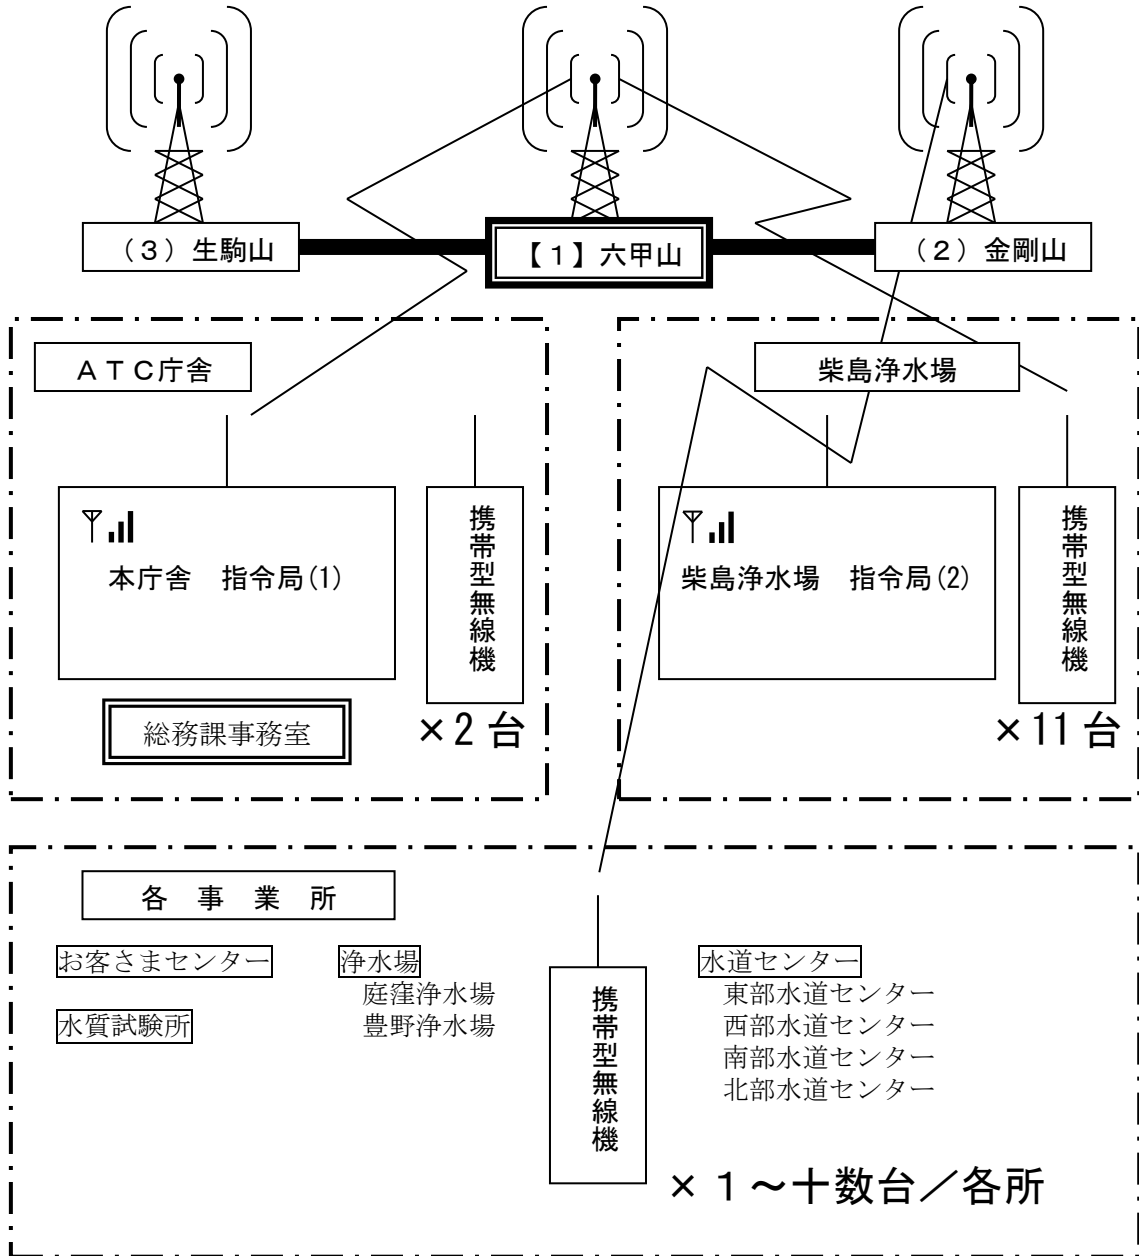 （３）生駒山
【１】六甲山
（２）金剛山
ＡＴＣ庁舎
柴島浄水場
本庁舎　指令局(1)
携帯型無線機
柴島浄水場　指令局(2)
携帯型無線機
総務課事務室
×2 台
×11 台
各　事　業　所
お客さまセンター
浄水場
水道センター
庭窪浄水場
東部水道センター
水質試験所
豊野浄水場
西部水道センター
南部水道センター
北部水道センター
携帯型無線機
× １～十数台／各所